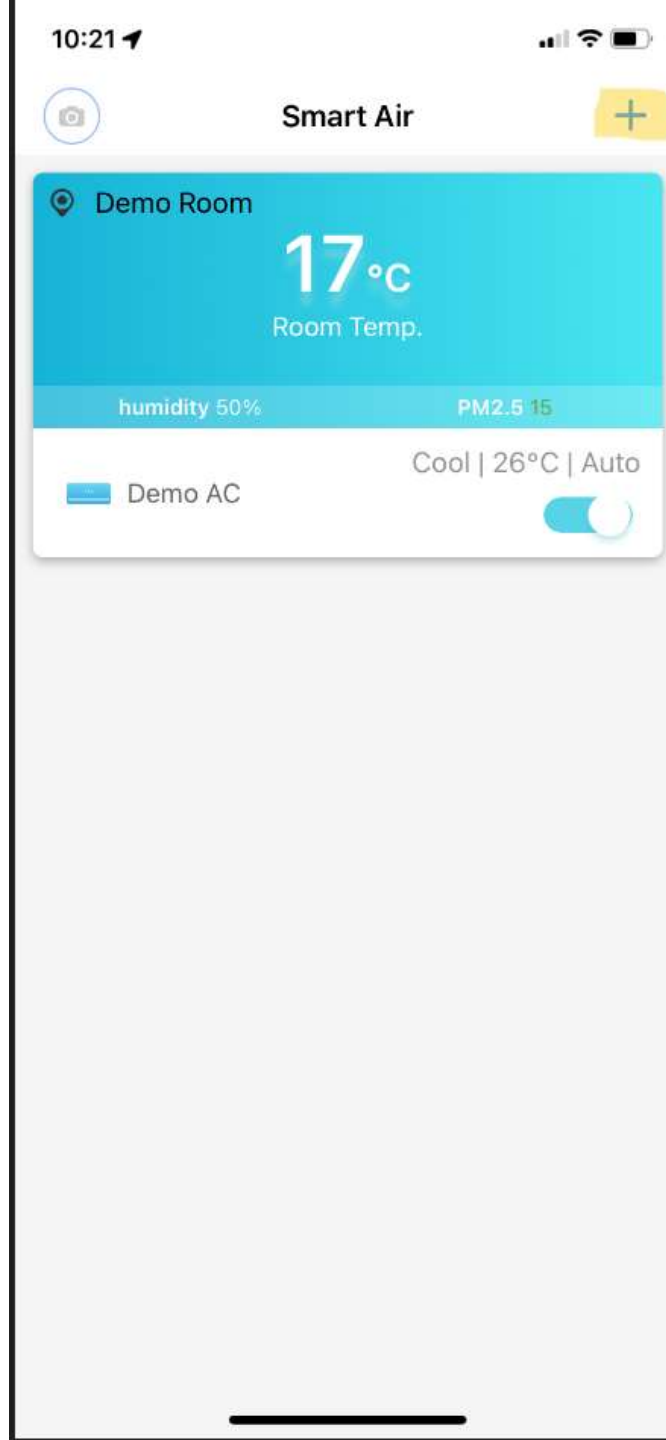 10:21
Smart Air
Demo Room
17°C
Room Temp.
humidity 50% PM2.5 15
Cool | 26°C | Auto
Demo AC